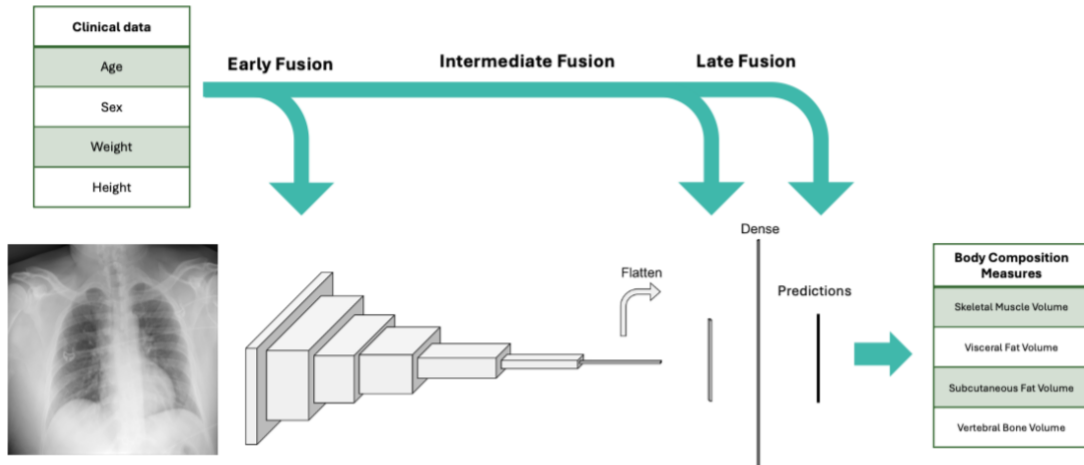 Clinical data
Age
Sex
Weight
Height
Early Fusion
Intermediate Fusion
Late Fusion
Flatten
Dense
Predictions
Body Composition
Measures
Skeletal Muscle Volume
Visceral Fat Volume
Subcutaneous Fat Volume
Vertebral Bone Volume